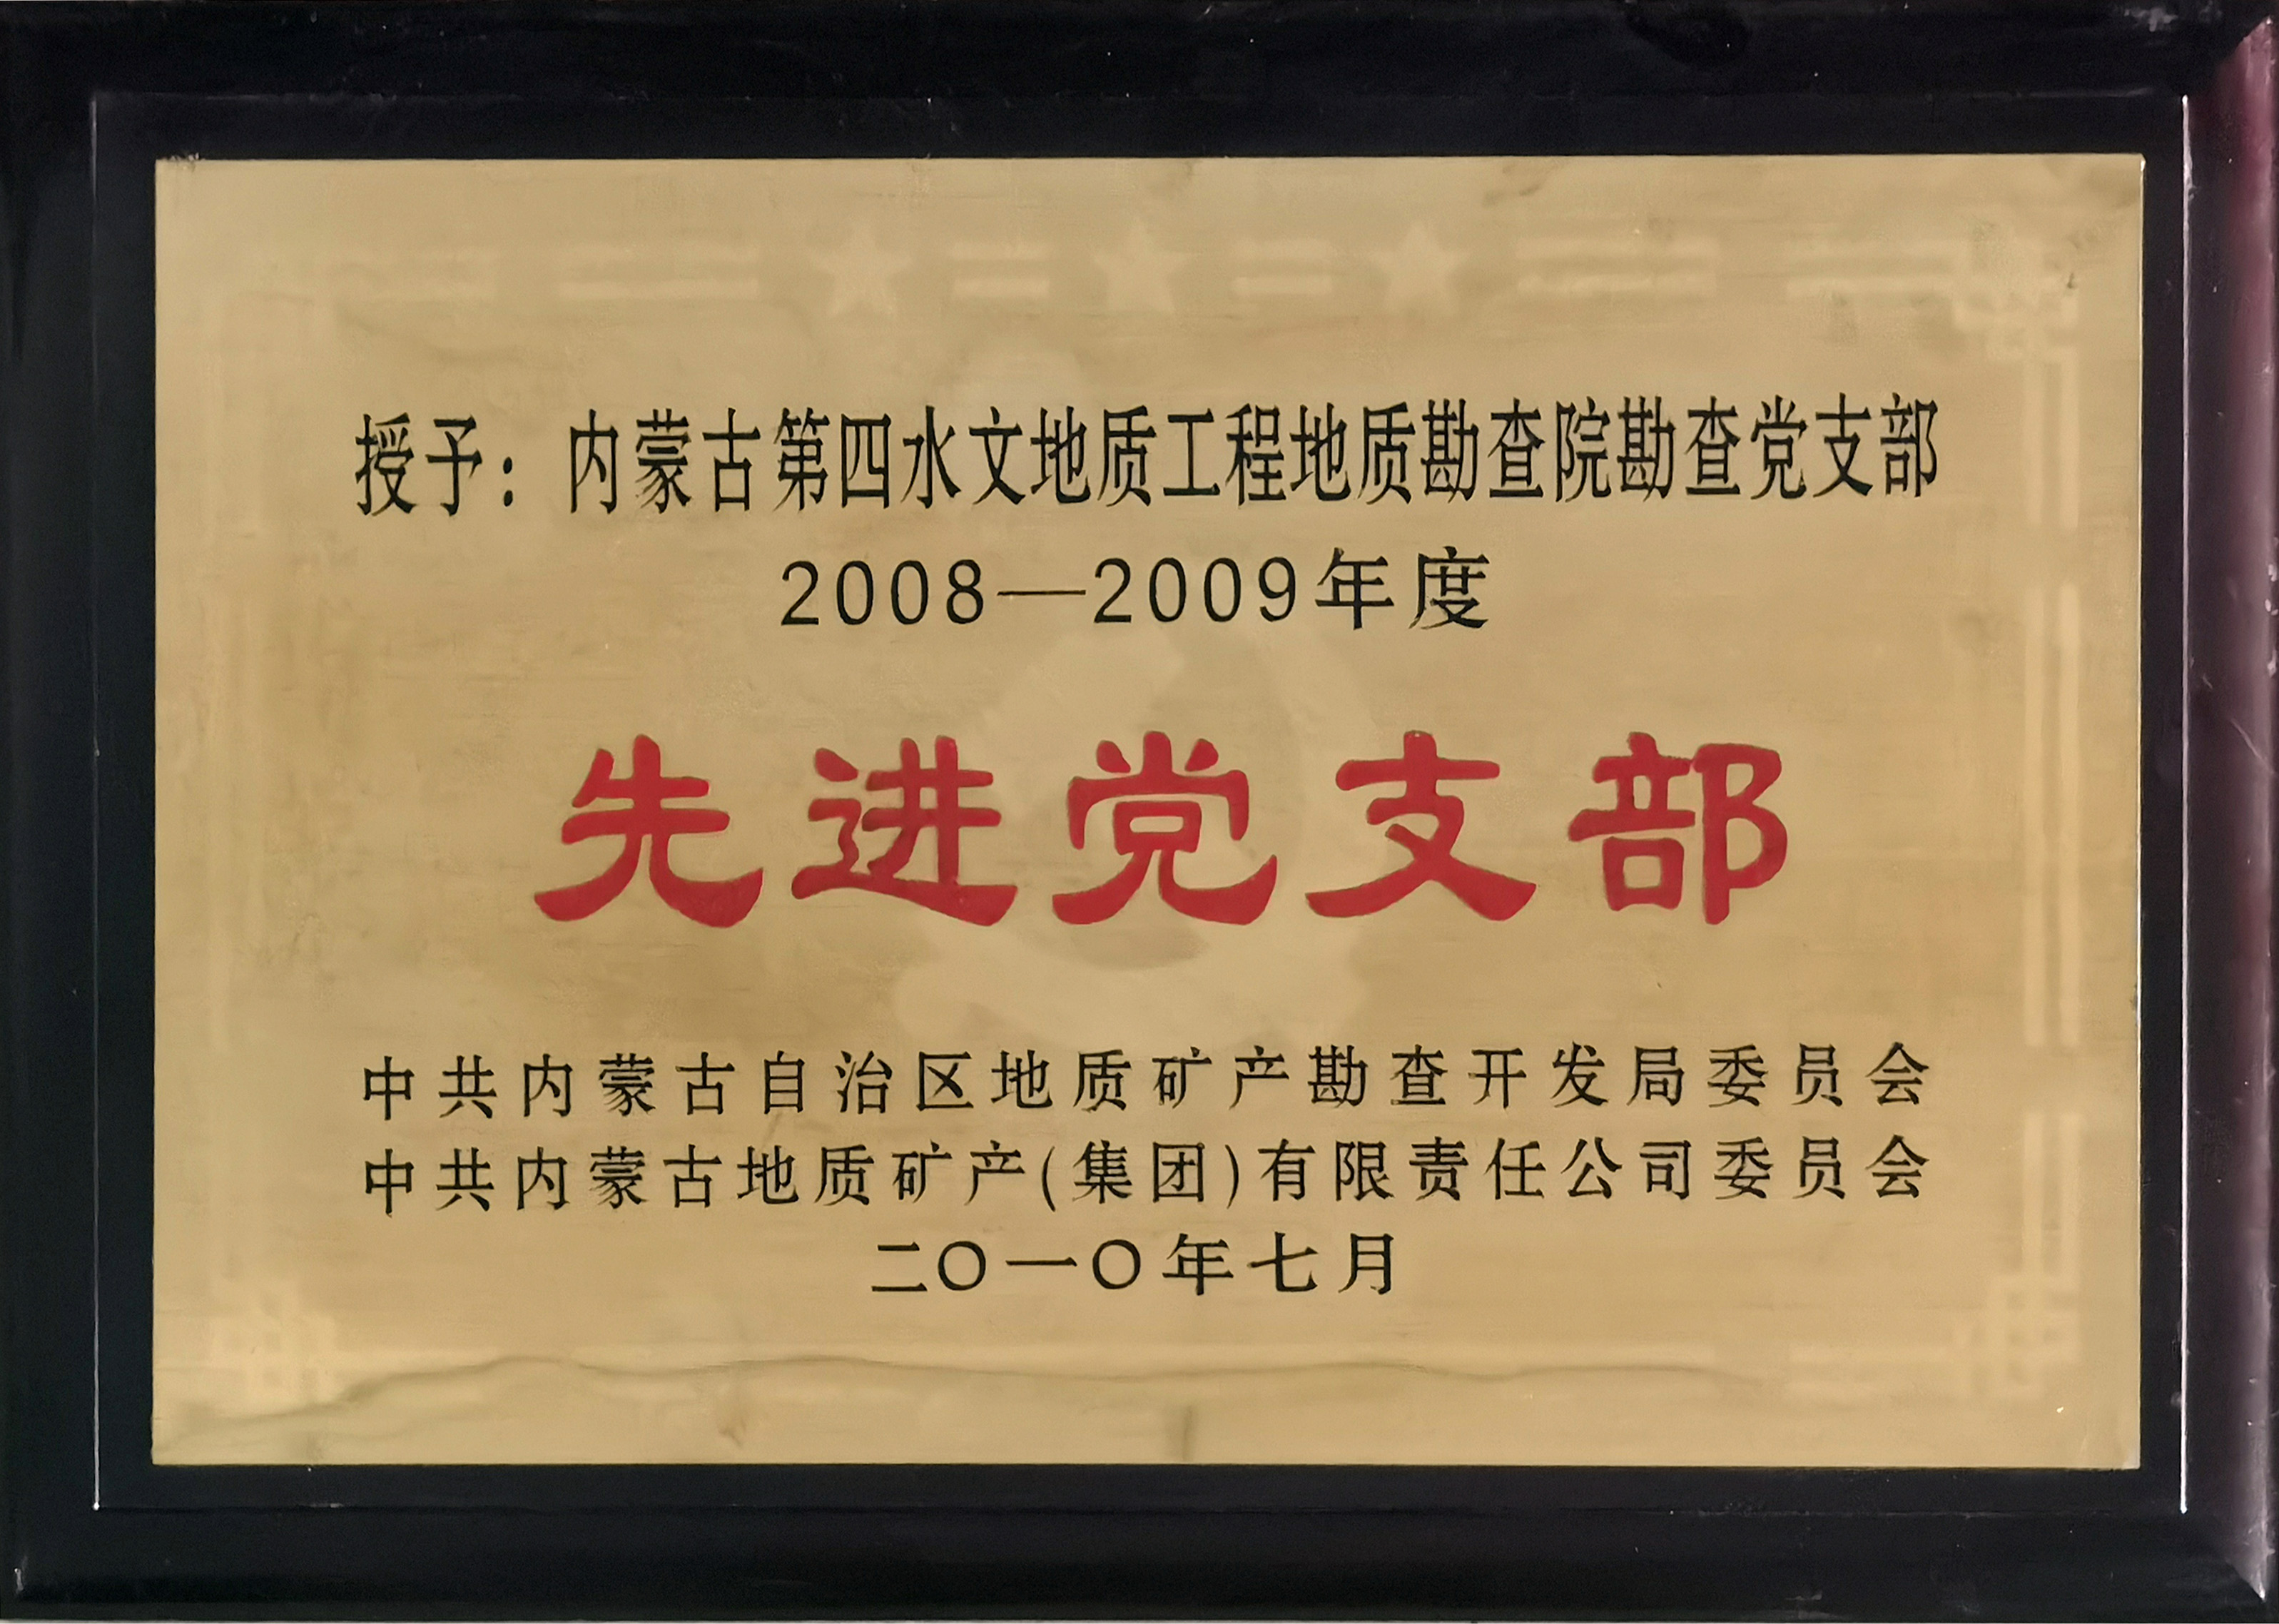 授予：内蒙古第四水文地质工程地质勘查院勘查党支部
2008—2009年度
先进党支部
中共内蒙古自治区地质矿产勘查开发局委员会
中共内蒙古地质矿产(集团)有限责任公司委员会
二〇一〇年七月